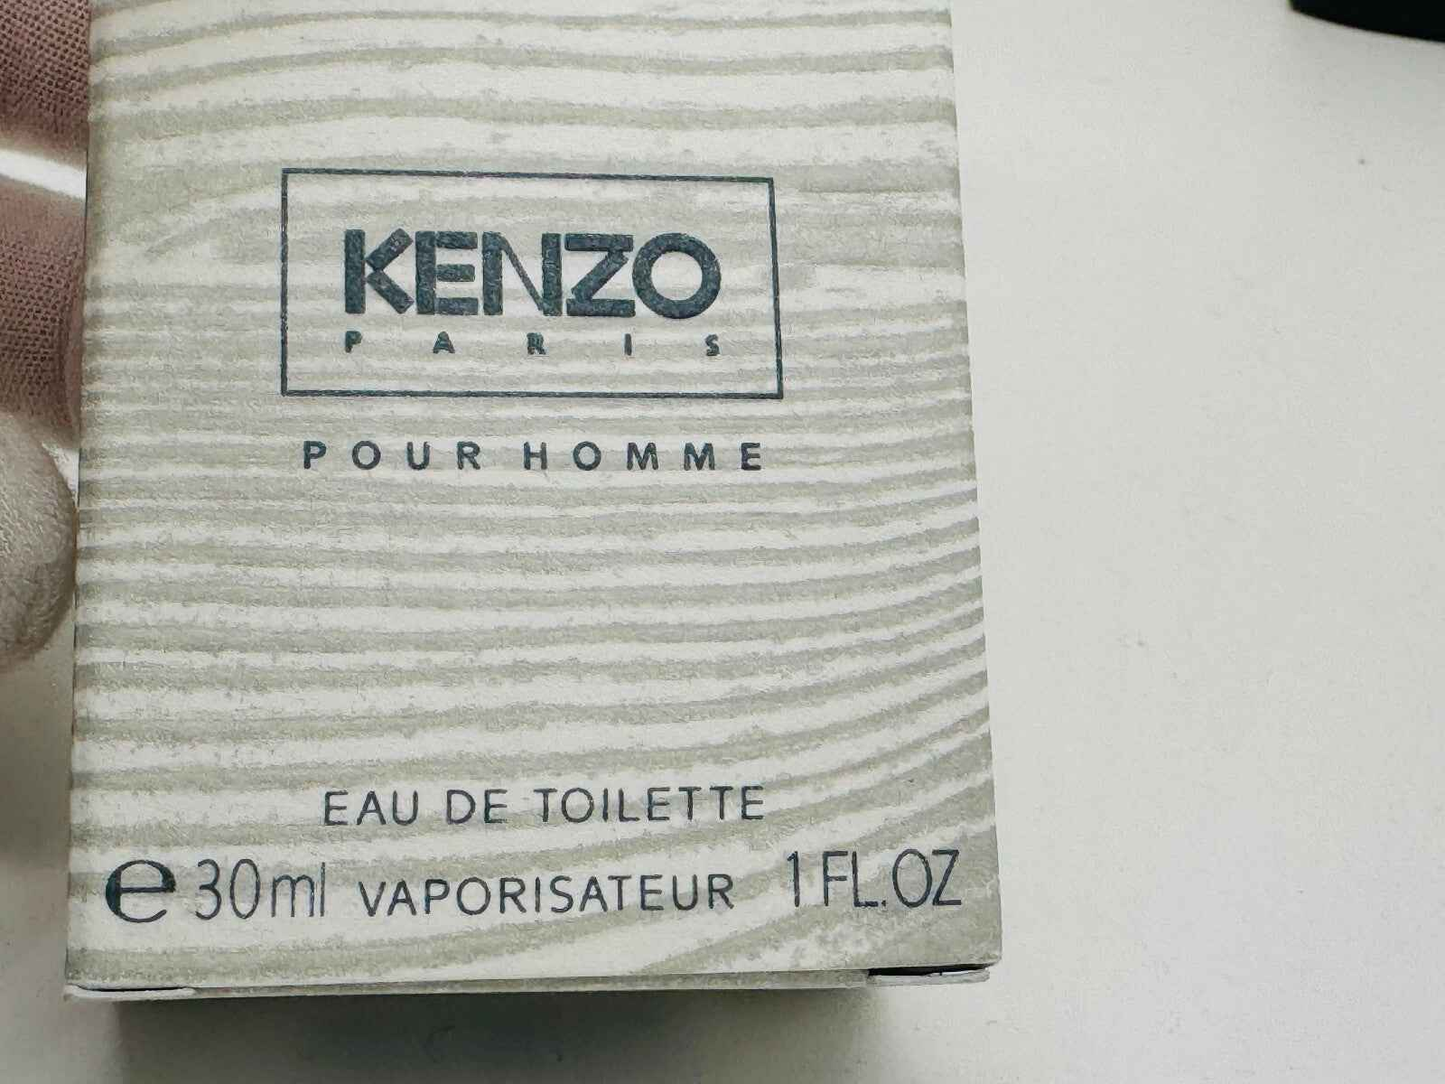 KENZO
PARIS
POUR HOMME
EAU DE TOILETTE
℮ 30ml VAPORISATEUR 1 FL.OZ